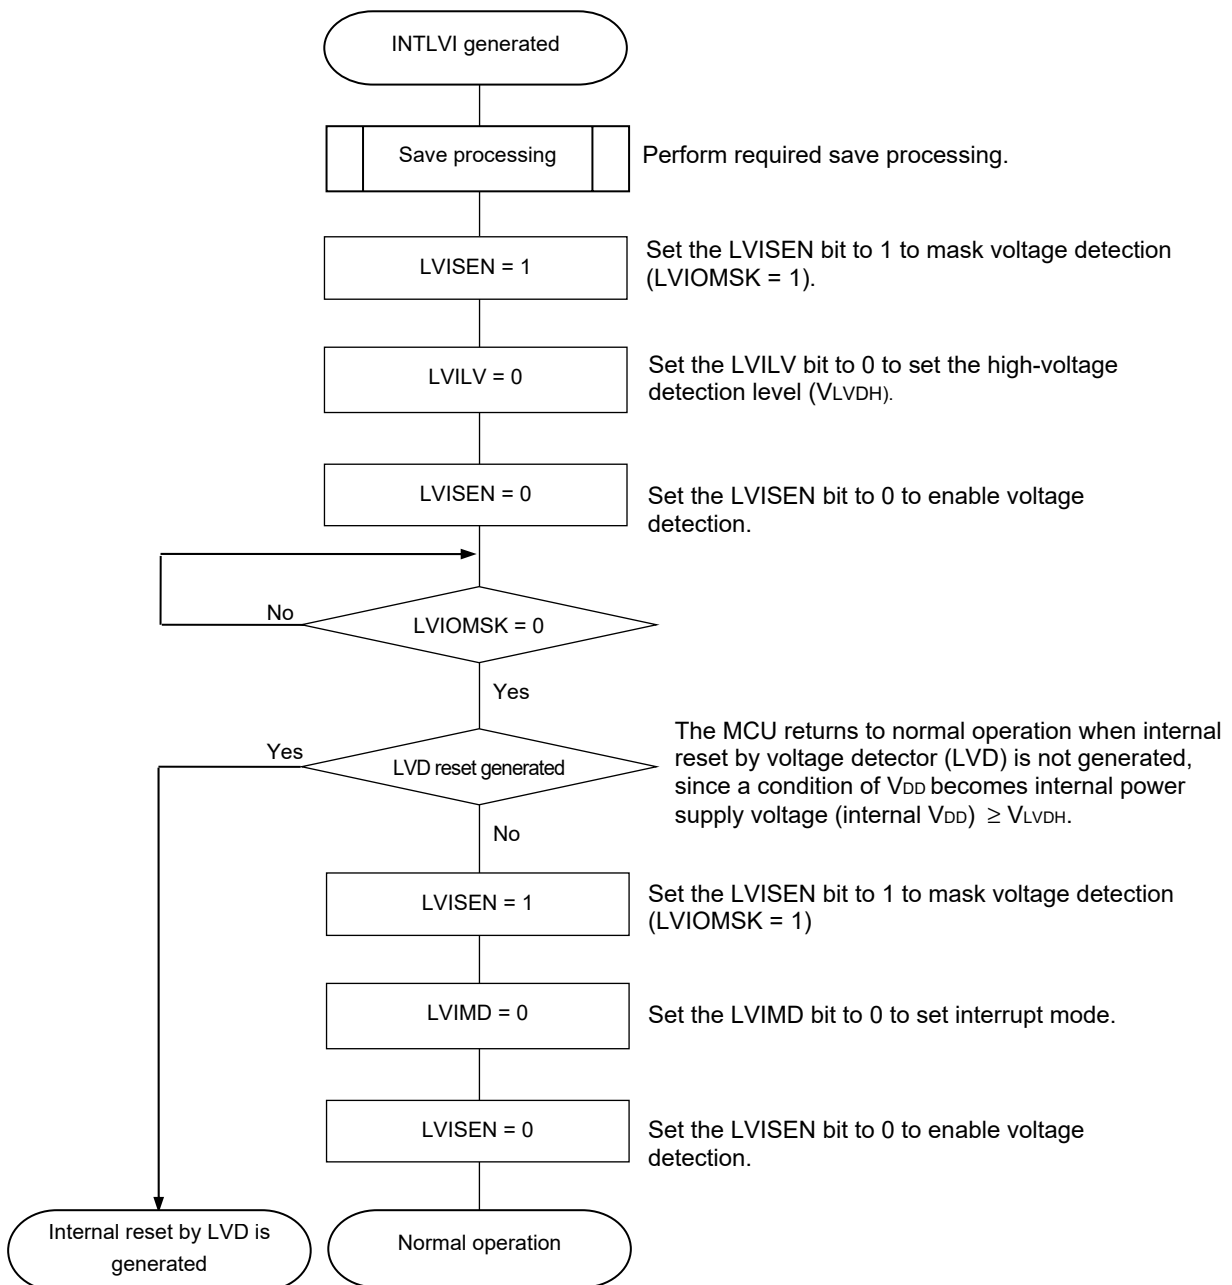 INTLVI generated
Save processing
Perform required save processing.
LVISEN = 1
Set the LVISEN bit to 1 to mask voltage detection
(LVIOMSK = 1).
LVILV = 0
Set the LVILV bit to 0 to set the high-voltage
detection level (VLVDH).
LVISEN = 0
Set the LVISEN bit to 0 to enable voltage
detection.
No
LVIOMSK = 0
Yes
The MCU returns to normal operation when internal
reset by voltage detector (LVD) is not generated,
since a condition of VDD becomes internal power
supply voltage (internal VDD) ≥ VLVDH.
Yes
LVD reset generated
No
LVISEN = 1
Set the LVISEN bit to 1 to mask voltage detection
(LVIOMSK = 1)
LVIMD = 0
Set the LVIMD bit to 0 to set interrupt mode.
LVISEN = 0
Set the LVISEN bit to 0 to enable voltage
detection.
Internal reset by LVD is
generated
Normal operation